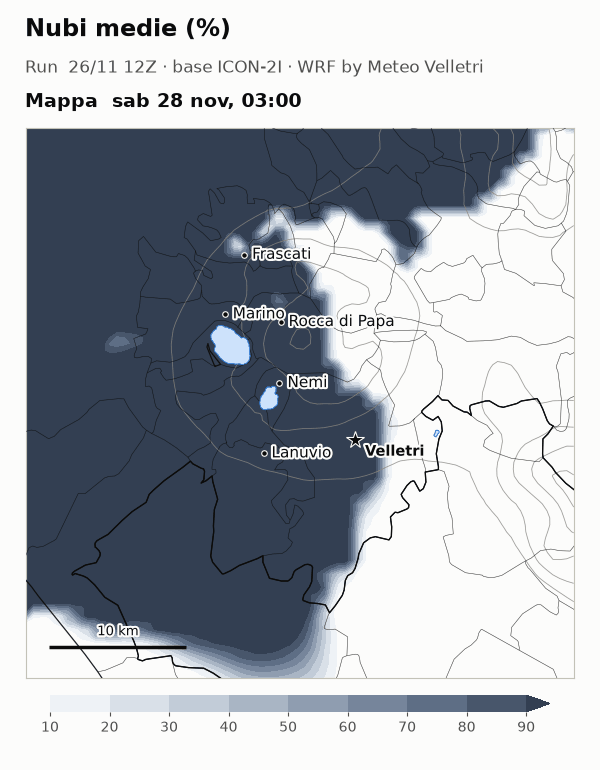 Nubi medie (%)
Run  26/11 12Z · base ICON-2I · WRF by Meteo Velletri
Mappa  sab 28 nov, 03:00
Frascati
Marino
Rocca di Papa
Nemi
Velletri
Lanuvio
10 km
10 20 30 40 50 60 70 80 90